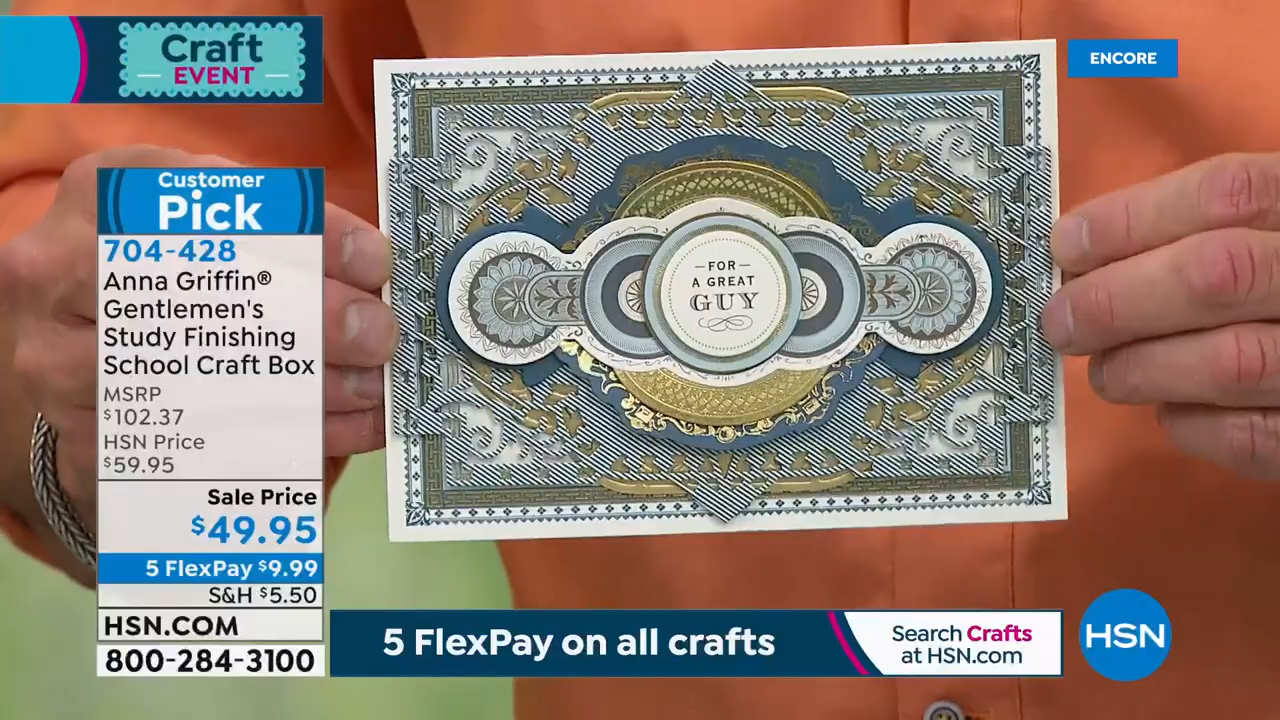 Craft
EVENT
ENCORE
Customer
Pick
704-428
Anna Griffin®
Gentlemen's
Study Finishing
School Craft Box
MSRP
$102.37
HSN Price
$59.95
Sale Price
$49.95
5 FlexPay $9.99
S&H $5.50
HSN.COM
800-284-3100
FOR
A GREAT
GUY
5 FlexPay on all crafts
Search Crafts
at HSN.com
HSN